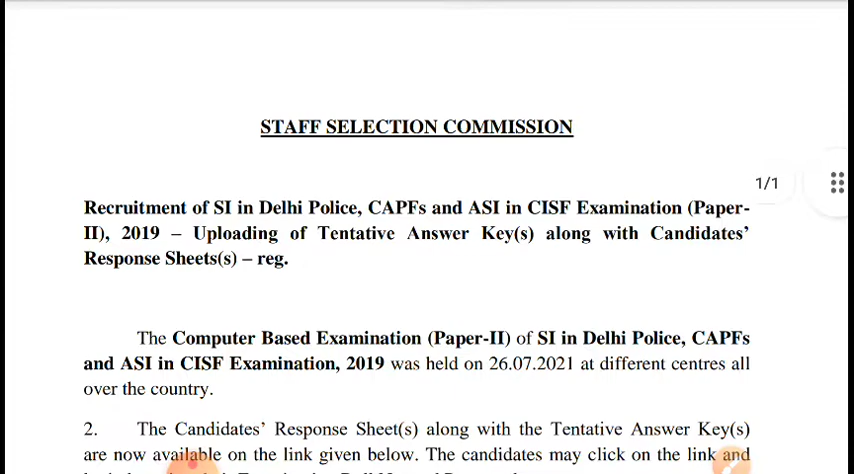 STAFF SELECTION COMMISSION
1/1
Recruitment of SI in Delhi Police, CAPFs and ASI in CISF Examination (Paper-
II), 2019 – Uploading of Tentative Answer Key(s) along with Candidates’
Response Sheets(s) – reg.
The Computer Based Examination (Paper-II) of SI in Delhi Police, CAPFs
and ASI in CISF Examination, 2019 was held on 26.07.2021 at different centres all
over the country.
2. The Candidates’ Response Sheet(s) along with the Tentative Answer Key(s)
are now available on the link given below. The candidates may click on the link and